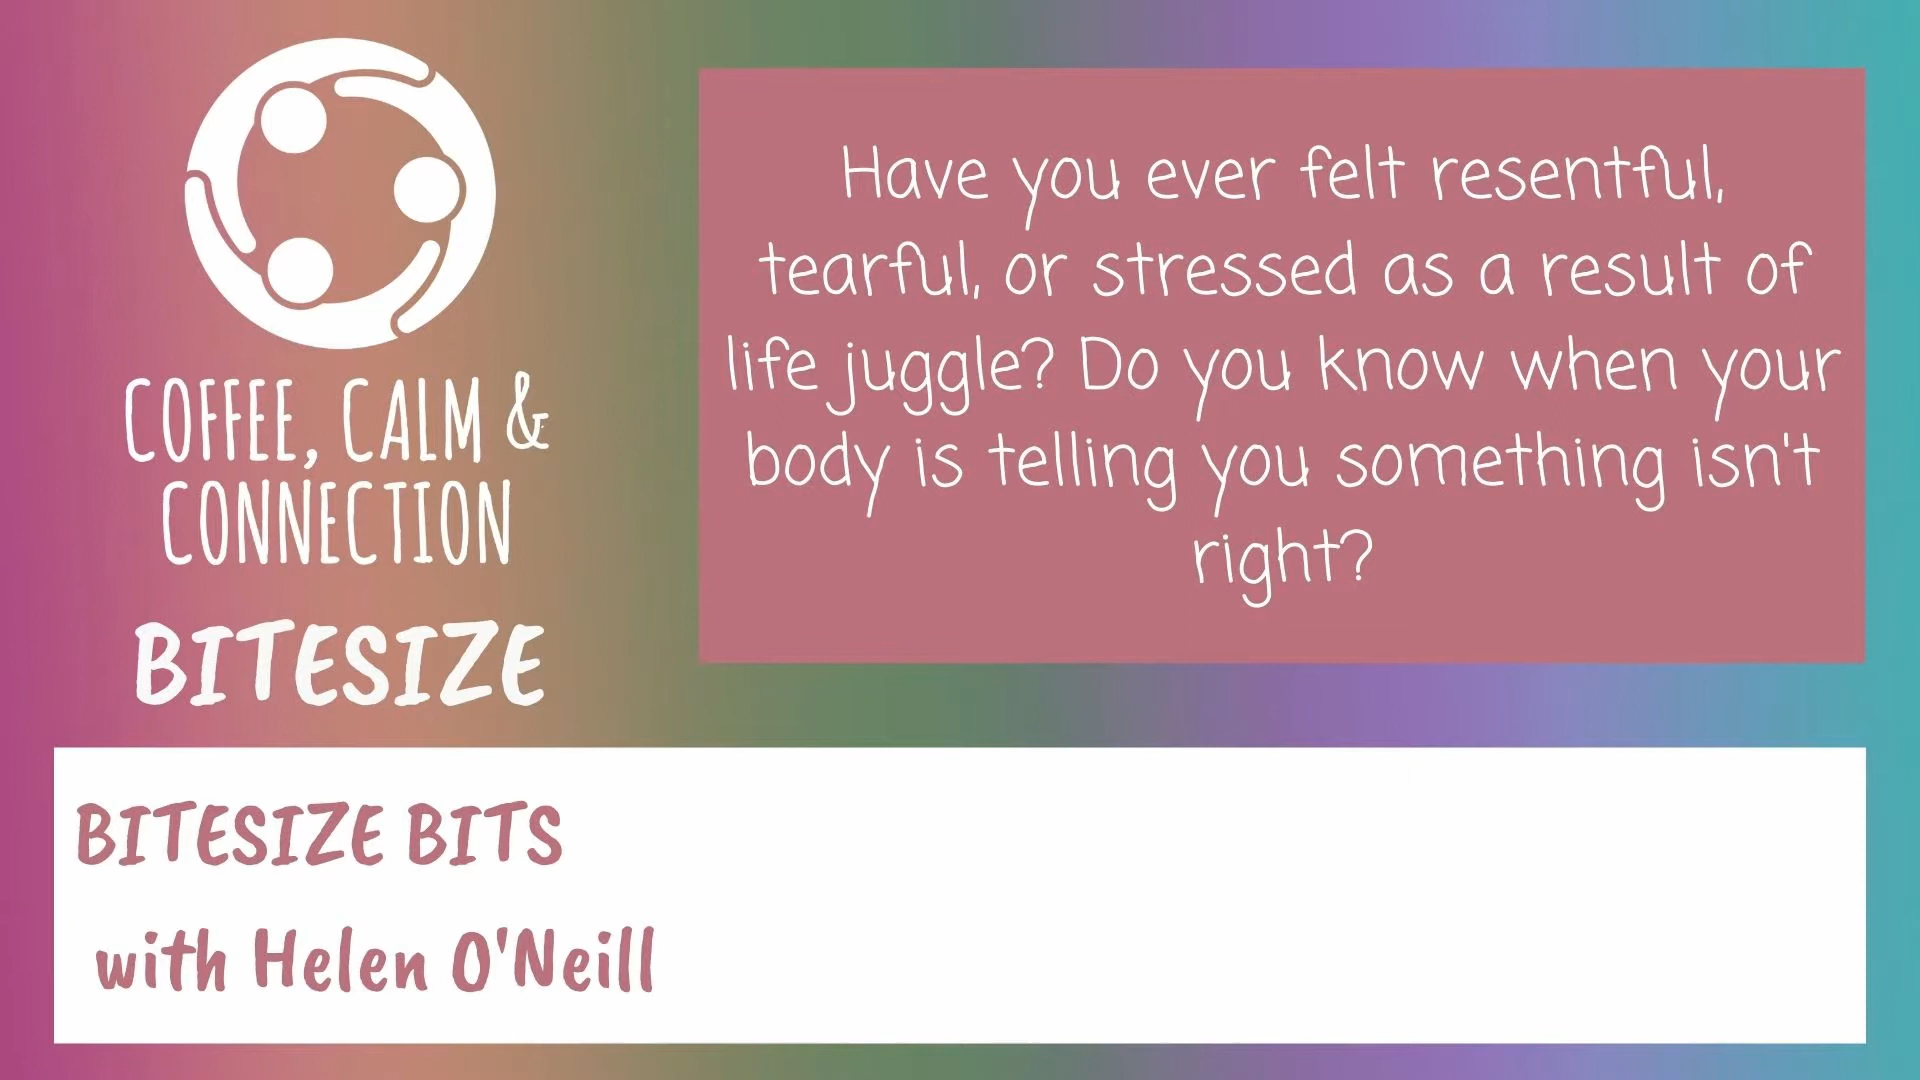 COFFEE, CALM &
CONNECTION
BITESIZE
Have you ever felt resentful,
tearful, or stressed as a result of
life juggle? Do you know when your
body is telling you something isn't
right?
BITESIZE BITS
with Helen O'Neill